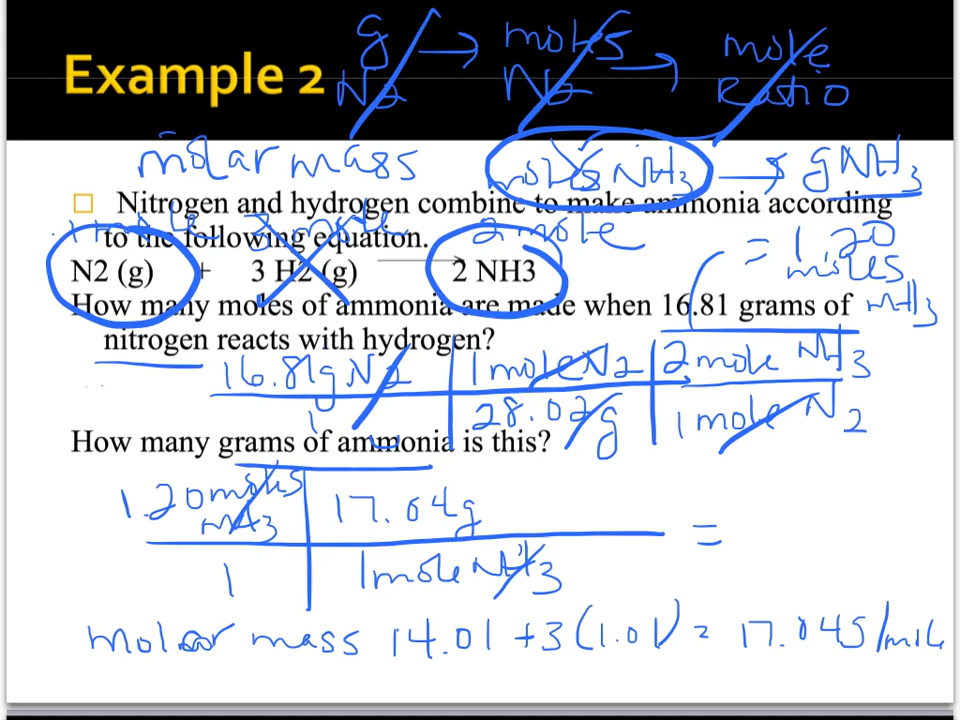 g → moles → mole
Example 2 N2 N2 Ratio
molar mass moles NH3 → gNH3
Nitrogen and hydrogen combine to make ammonia according
1 mole 3 mole 2 mole = 1.20
to the following equation. moles
N2 (g) + 3 H2 (g) 2 NH3 NH3
How many moles of ammonia are made when 16.81 grams of
nitrogen reacts with hydrogen?
16.81g N2 1 mole N2 2 mole NH3
1 28.02g 1 mole N2
How many grams of ammonia is this?
1.20 moles 17.04g =
NH3
1 1 mole NH3
molar mass 14.01 + 3(1.01) = 17.04